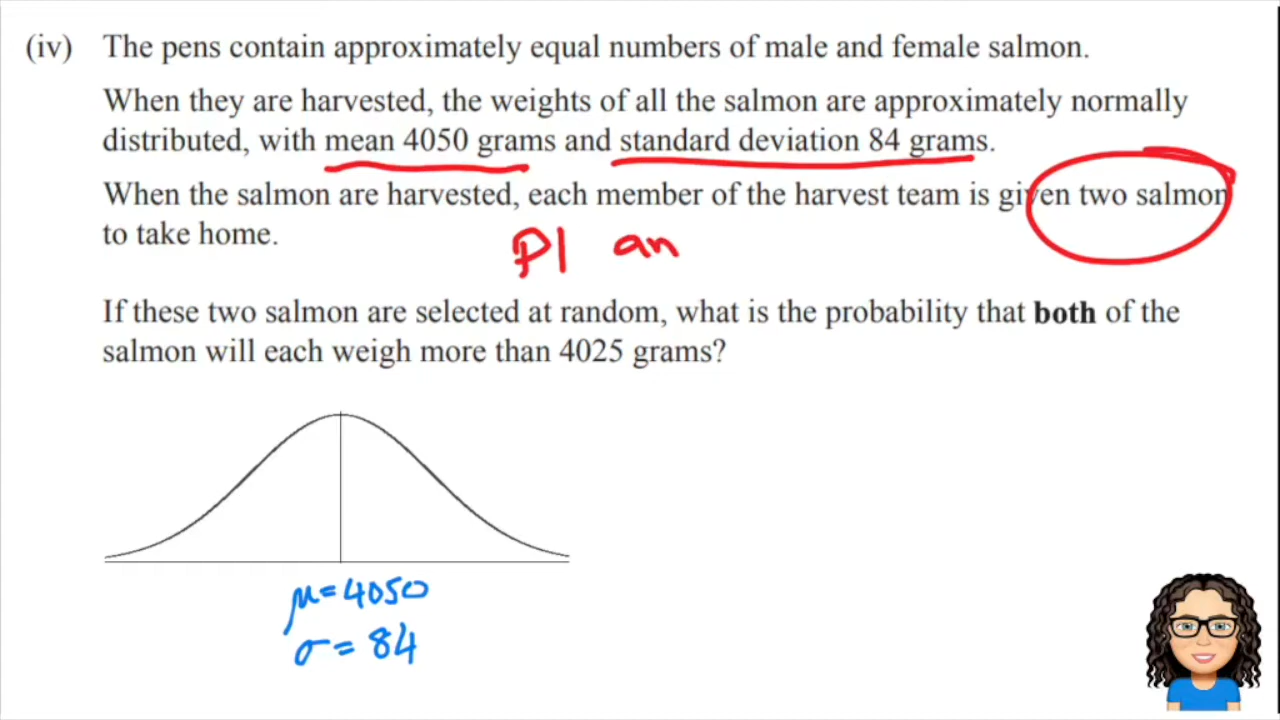 (iv) The pens contain approximately equal numbers of male and female salmon.
When they are harvested, the weights of all the salmon are approximately normally
distributed, with mean 4050 grams and standard deviation 84 grams.
When the salmon are harvested, each member of the harvest team is given two salmon
to take home.
P1 an
If these two salmon are selected at random, what is the probability that both of the
salmon will each weigh more than 4025 grams?
μ=4050
σ=84